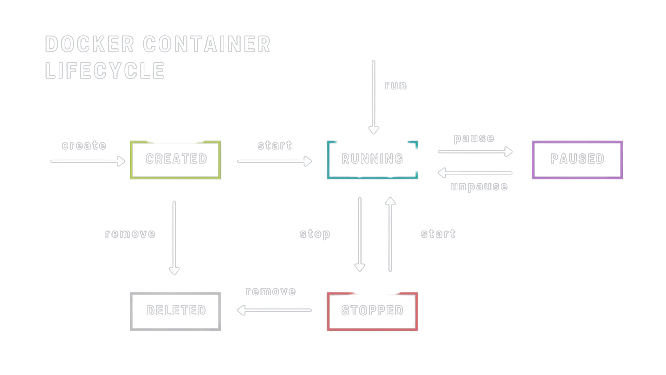 DOCKER CONTAINER
LIFECYCLE
run
create
CREATED
start
RUNNING
pause
unpause
PAUSED
remove
stop
start
DELETED
remove
STOPPED